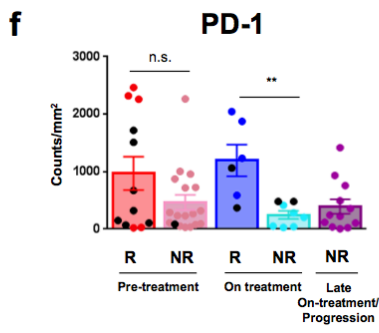 f
PD-1
n.s.
**
Counts/mm²
3000
2000
1000
0
R NR R NR NR
Pre-treatment On treatment Late
On-treatment/
Progression